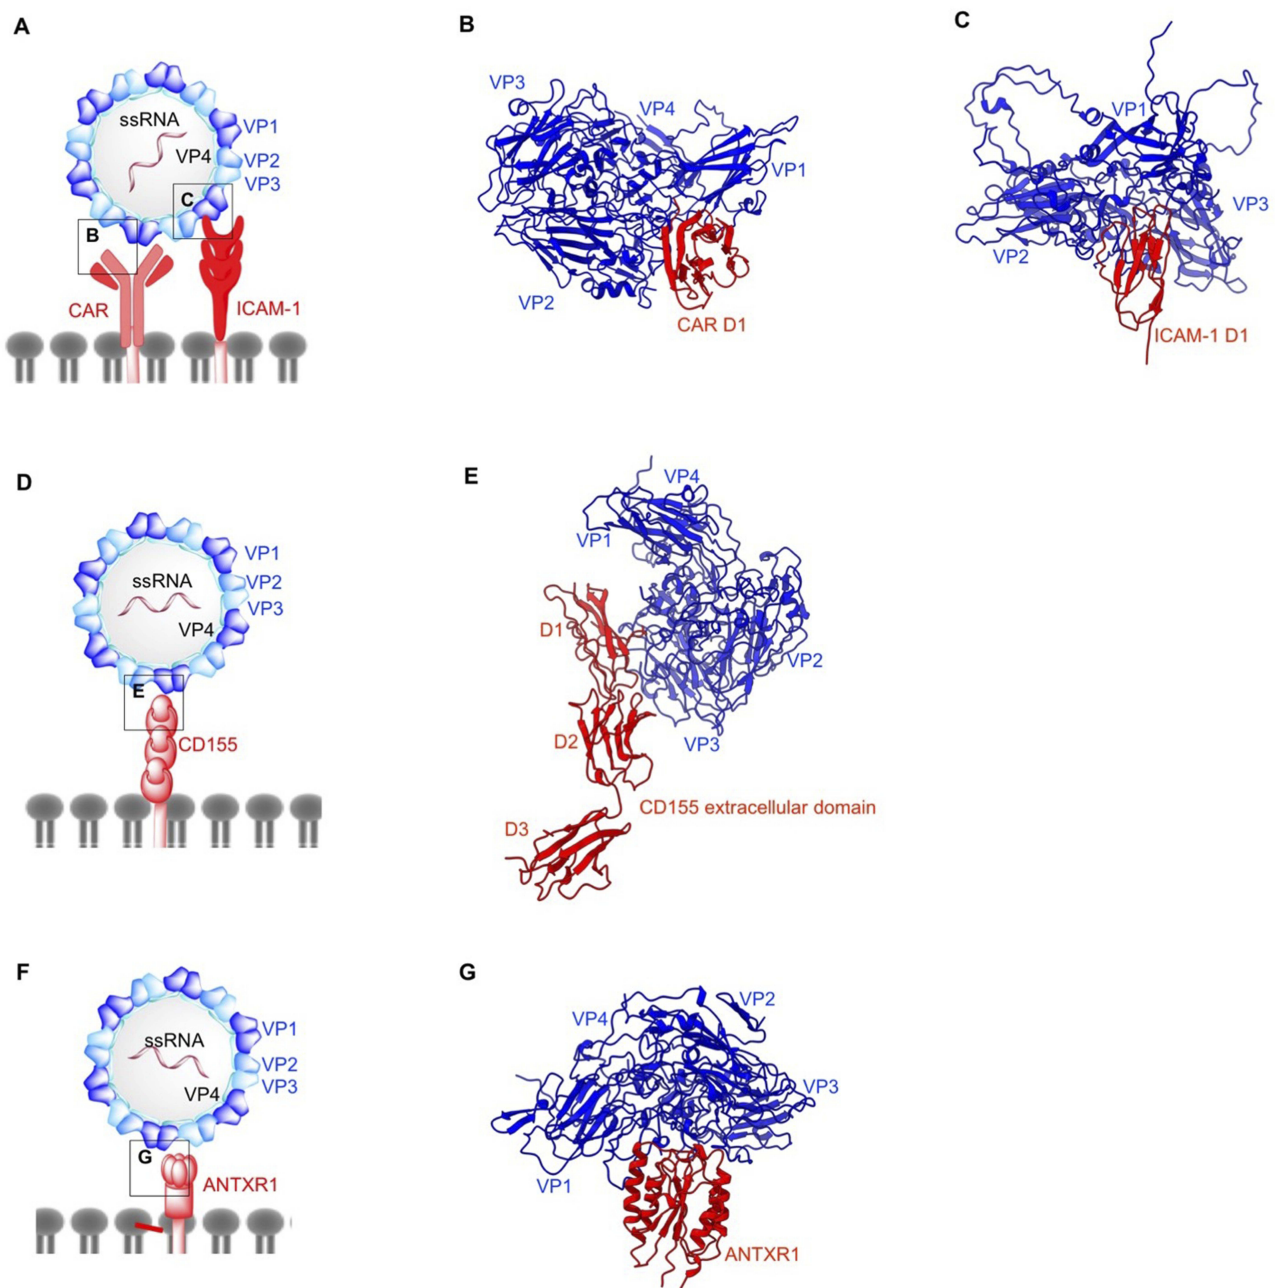 A
ssRNA
VP4
VP1
VP2
VP3
C
B
CAR
ICAM-1
B
VP3
VP4
VP1
VP2
CAR D1
C
VP1
VP3
VP2
ICAM-1 D1
D
ssRNA
VP4
VP1
VP2
VP3
E
CD155
E
VP4
VP1
D1
VP2
D2
VP3
CD155 extracellular domain
D3
F
ssRNA
VP4
VP1
VP2
VP3
G
ANTXR1
G
VP2
VP4
VP3
VP1
ANTXR1